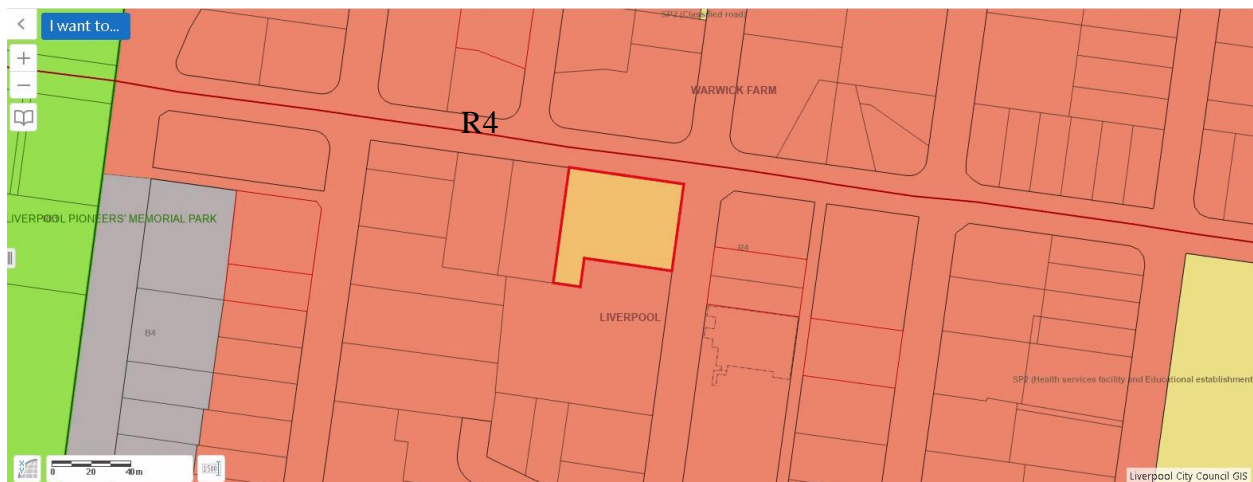 SP2 (Classified road)
I want to...
WARWICK FARM
R4
LIVERPOOL PIONEERS' MEMORIAL PARK
R4
LIVERPOOL
B4
SP2 (Health services facility and Educational establishment
0 20 40m
Liverpool City Council GIS